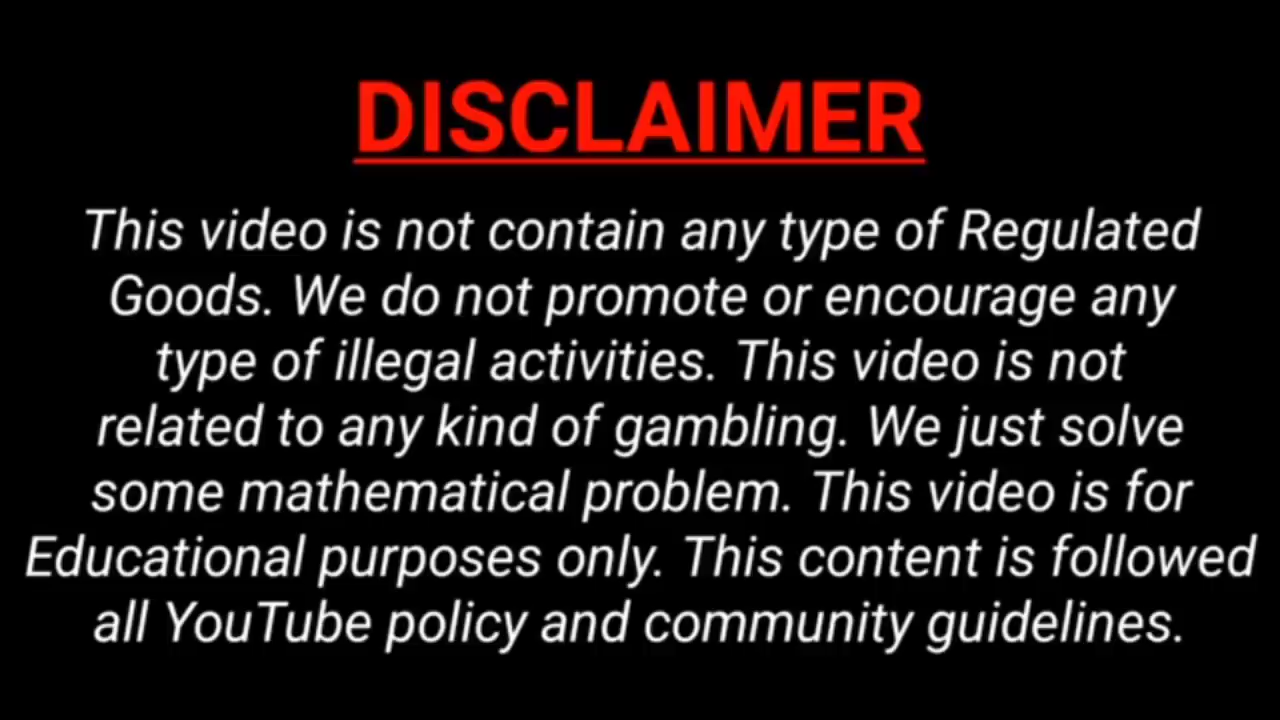 DISCLAIMER
This video is not contain any type of Regulated
Goods. We do not promote or encourage any
type of illegal activities. This video is not
related to any kind of gambling. We just solve
some mathematical problem. This video is for
Educational purposes only. This content is followed
all YouTube policy and community guidelines.